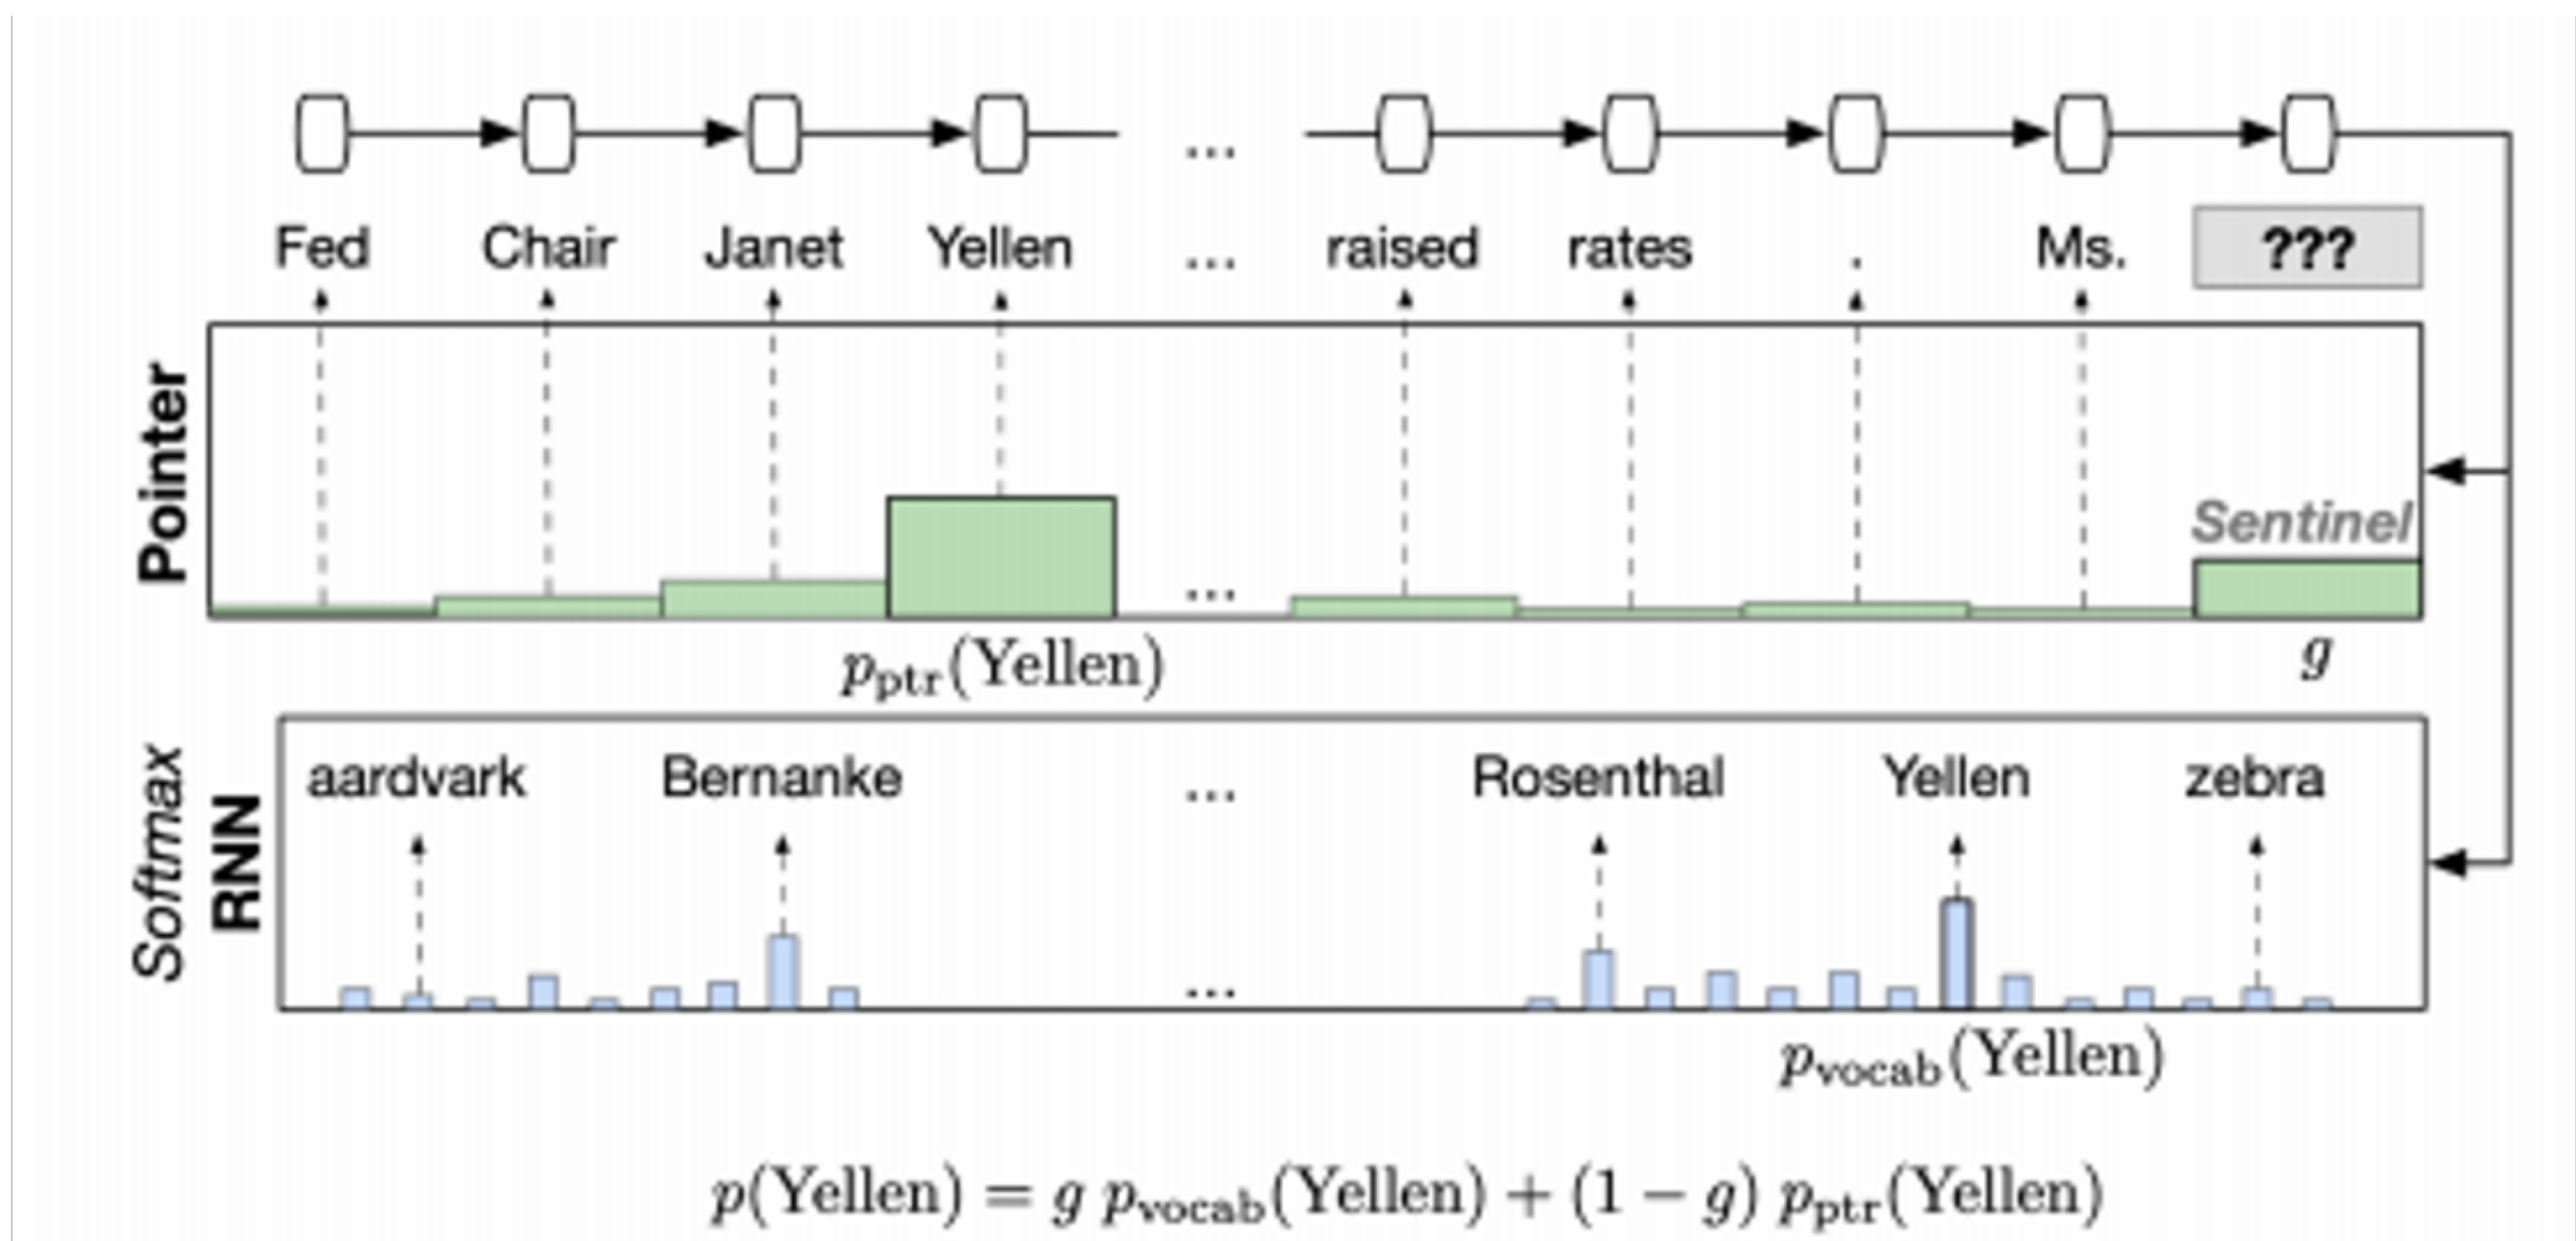 ... 
Fed Chair Janet Yellen ... raised rates . Ms. ???
Pointer
Sentinel
...
p_ptr(Yellen) g
Softmax
RNN
aardvark Bernanke ... Rosenthal Yellen zebra
...
p_vocab(Yellen)
p(Yellen) = g p_vocab(Yellen) + (1 − g) p_ptr(Yellen)